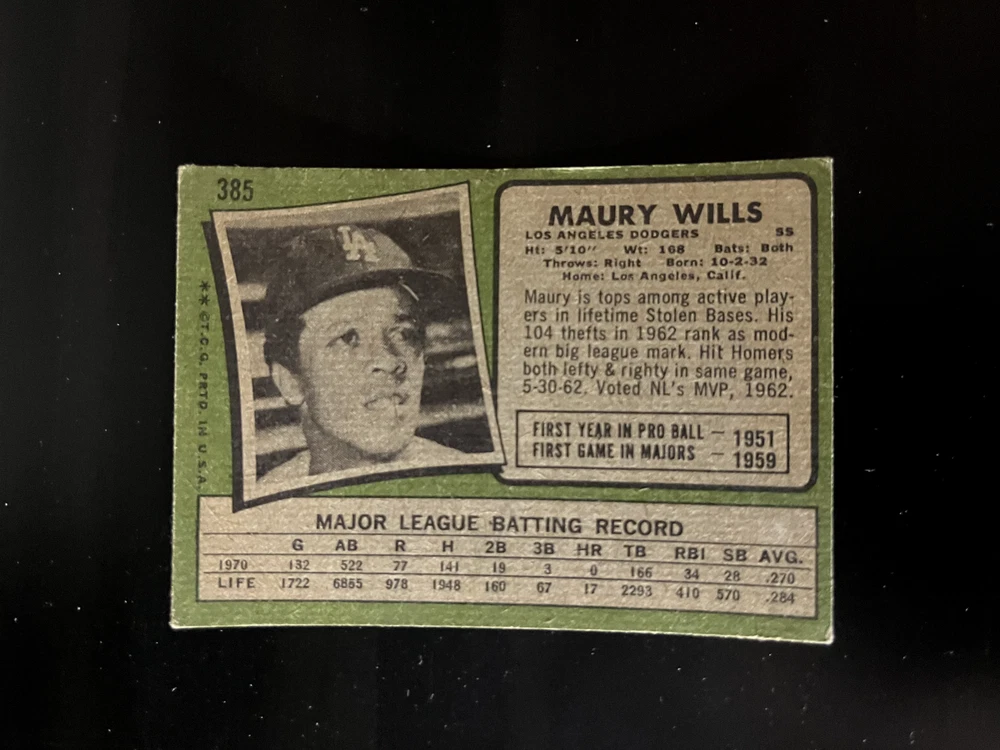 385
LA
** ©T.C.G. PRTD. IN U.S.A.
MAURY WILLS
LOS ANGELES DODGERS SS
Ht: 5'10" Wt: 168 Bats: Both
Throws: Right Born: 10-2-32
Home: Los Angeles, Calif.
Maury is tops among active play-
ers in lifetime Stolen Bases. His
104 thefts in 1962 rank as mod-
ern big league mark. Hit Homers
both lefty & righty in same game,
5-30-62. Voted NL's MVP, 1962.
FIRST YEAR IN PRO BALL — 1951
FIRST GAME IN MAJORS — 1959
MAJOR LEAGUE BATTING RECORD
G AB R H 2B 3B HR TB RBI SB AVG.
1970 132 522 77 141 19 3 0 166 34 28 .270
LIFE 1722 6855 978 1948 160 67 17 2293 410 570 .284